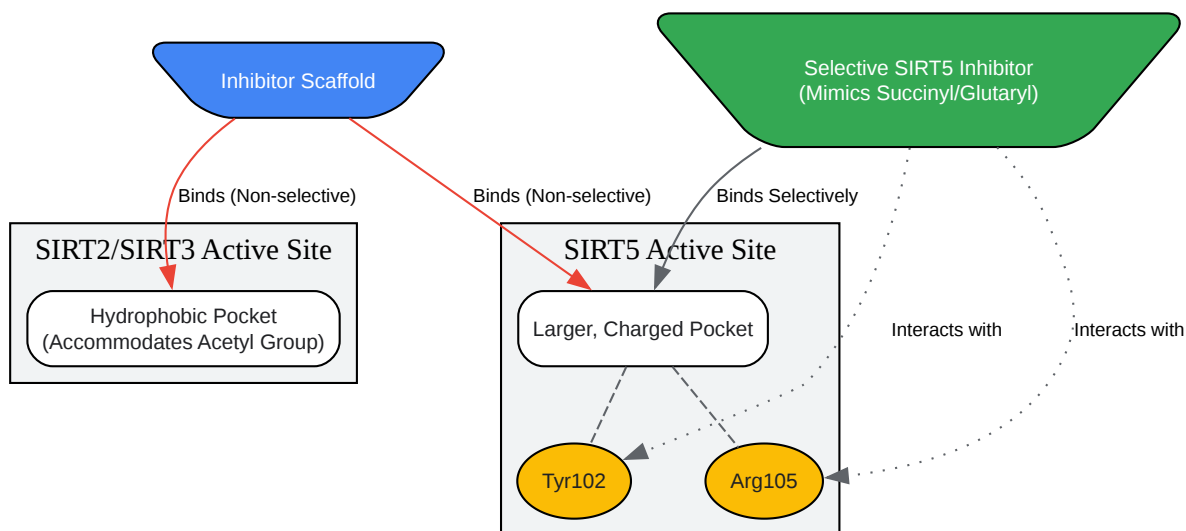 Inhibitor Scaffold
Selective SIRT5 Inhibitor
(Mimics Succinyl/Glutaryl)
Binds (Non-selective)
Binds (Non-selective)
Binds Selectively
SIRT2/SIRT3 Active Site
SIRT5 Active Site
Hydrophobic Pocket
(Accommodates Acetyl Group)
Larger, Charged Pocket
Interacts with
Interacts with
Tyr102
Arg105